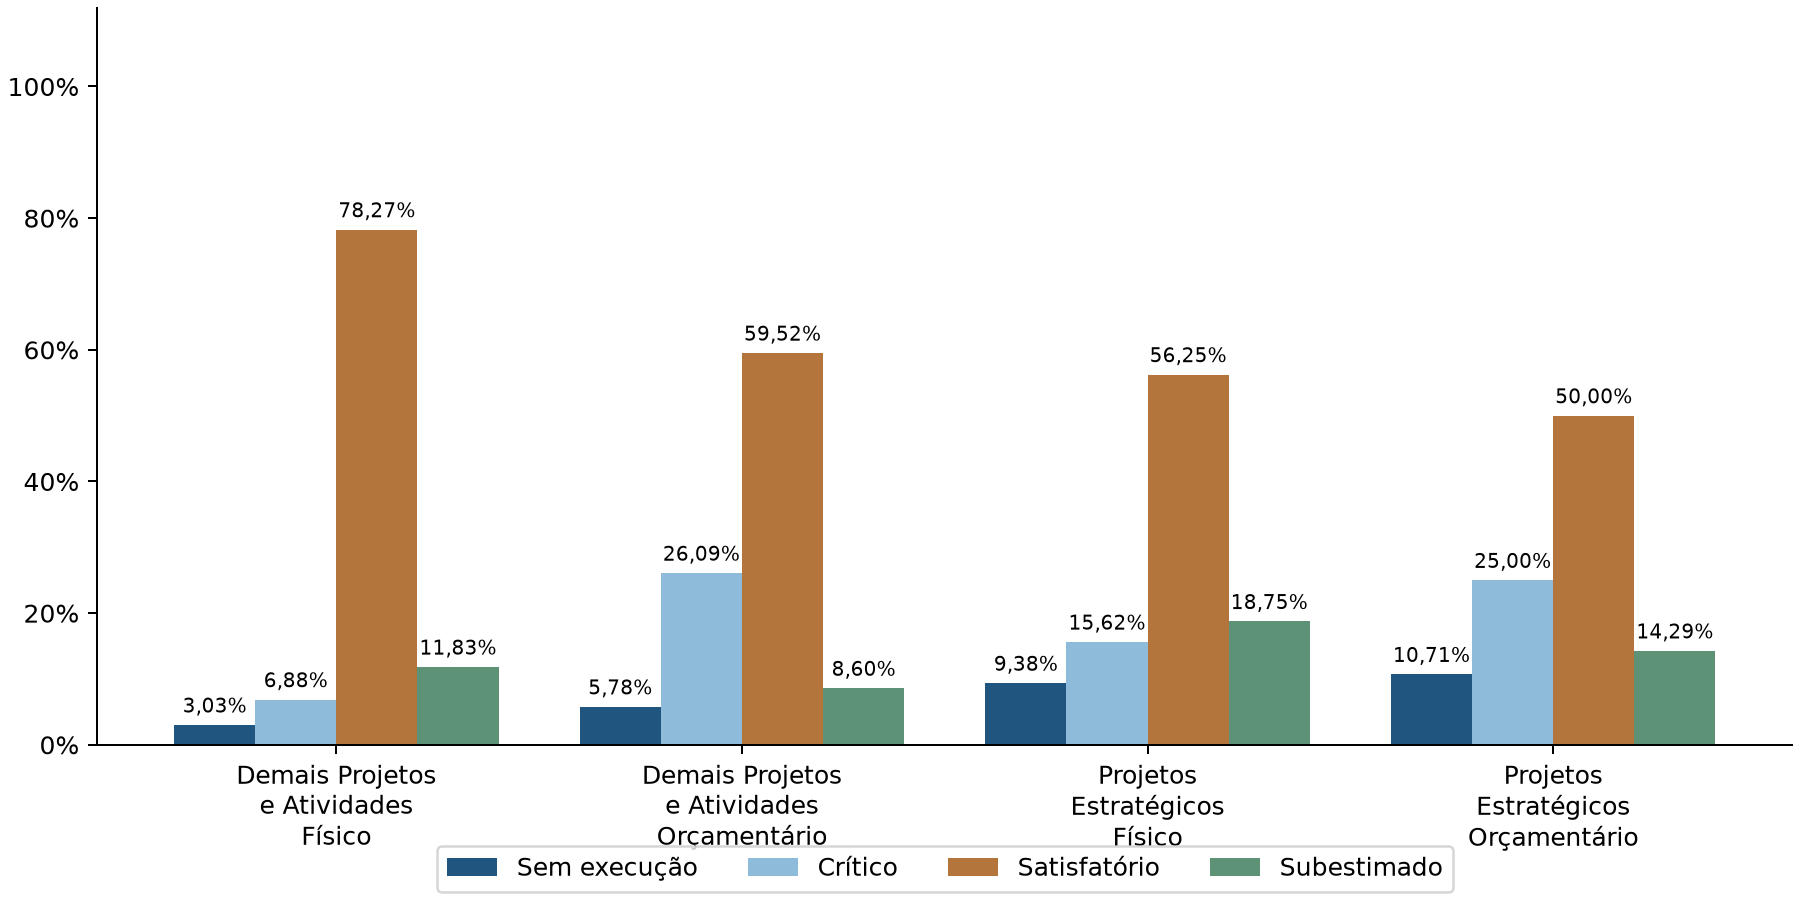 100%
80%
60%
40%
20%
0%
3,03%
6,88%
78,27%
11,83%
5,78%
26,09%
59,52%
8,60%
9,38%
15,62%
56,25%
18,75%
10,71%
25,00%
50,00%
14,29%
Demais Projetos
e Atividades
Físico
Demais Projetos
e Atividades
Orçamentário
Projetos
Estratégicos
Físico
Projetos
Estratégicos
Orçamentário
Sem execução
Crítico
Satisfatório
Subestimado